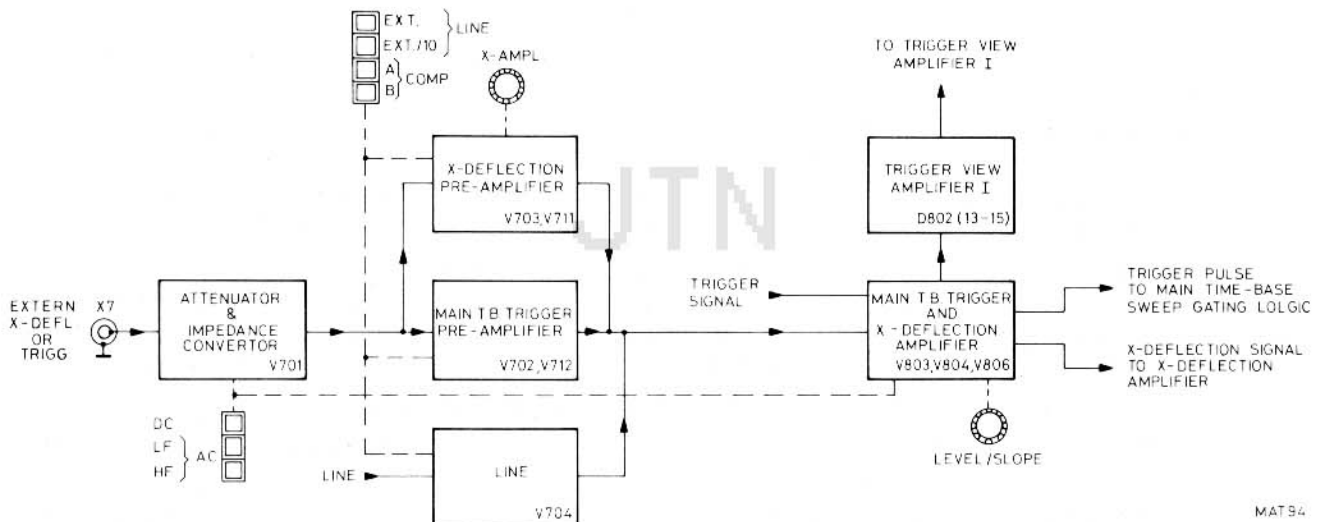 EXT.
EXT./10
LINE
A
B
COMP
X-AMPL.
TO TRIGGER VIEW
AMPLIFIER I
X-DEFLECTION
PRE-AMPLIFIER
V703,V711
TRIGGER VIEW
AMPLIFIER I
D802 (13-15)
JTN
EXTERN X7
X-DEFL
OR
TRIGG
ATTENUATOR
&
IMPEDANCE
CONVERTOR
V701
MAIN T.B. TRIGGER
PRE-AMPLIFIER
V702,V712
TRIGGER
SIGNAL
MAIN T.B. TRIGGER
AND
X-DEFLECTION
AMPLIFIER
V803,V804,V806
TRIGGER PULSE
TO MAIN TIME-BASE
SWEEP GATING LOLGIC
X-DEFLECTION SIGNAL
TO X-DEFLECTION
AMPLIFIER
DC
LF
HF
AC
LINE
LINE
V704
LEVEL/SLOPE
MAT94